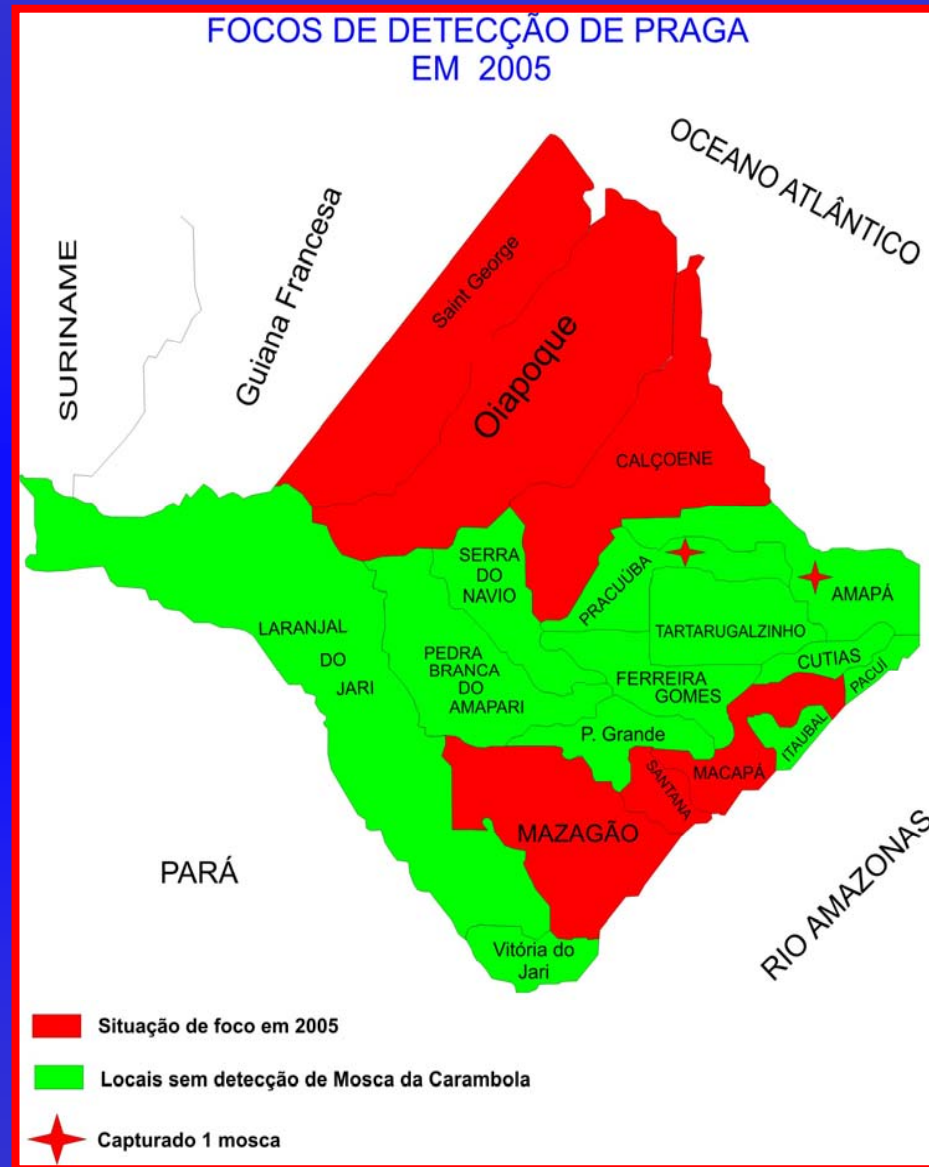 FOCOS DE DETECÇÃO DE PRAGA
EM 2005
OCEANO ATLÂNTICO
SURINAME
Guiana Francesa
Saint George
Oiapoque
CALÇOENE
SERRA
DO
NAVIO
PRACUÚBA
AMAPÁ
TARTARUGALZINHO
LARANJAL
DO
JARI
PEDRA
BRANCA
DO
AMAPARI
FERREIRA
GOMES
CUTIAS
PACUÍ
ITAUBAL
P. Grande
SANTANA
MACAPÁ
MAZAGÃO
PARÁ
RIO AMAZONAS
Vitória do
Jari
Situação de foco em 2005
Locais sem detecção de Mosca da Carambola
Capturado 1 mosca